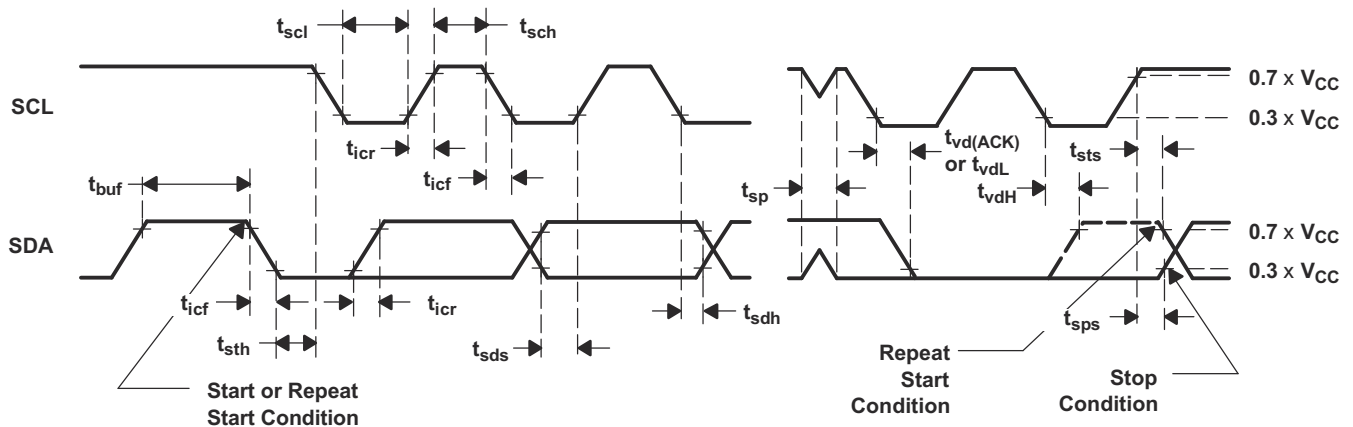 tscl
tsch
SCL
0.7 x VCC
0.3 x VCC
ticr
tvd(ACK)
or tvdL
tsts
tbuf
ticf
tsp
tvdH
SDA
0.7 x VCC
0.3 x VCC
ticf
ticr
tsdh
tsps
tsth
tsds
Start or Repeat
Start Condition
Repeat
Start
Condition
Stop
Condition